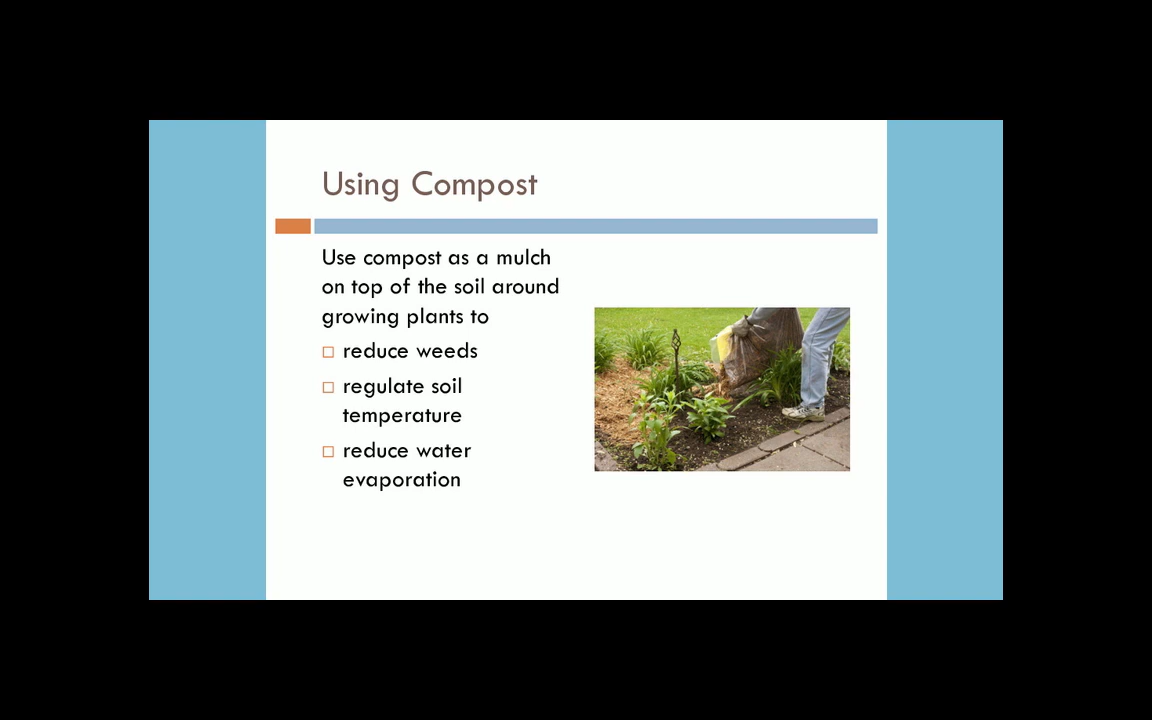 Using Compost
Use compost as a mulch
on top of the soil around
growing plants to
reduce weeds
regulate soil
temperature
reduce water
evaporation